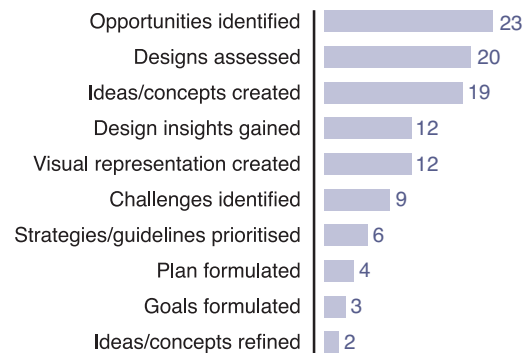 Opportunities identified 23
Designs assessed 20
Ideas/concepts created 19
Design insights gained 12
Visual representation created 12
Challenges identified 9
Strategies/guidelines prioritised 6
Plan formulated 4
Goals formulated 3
Ideas/concepts refined 2